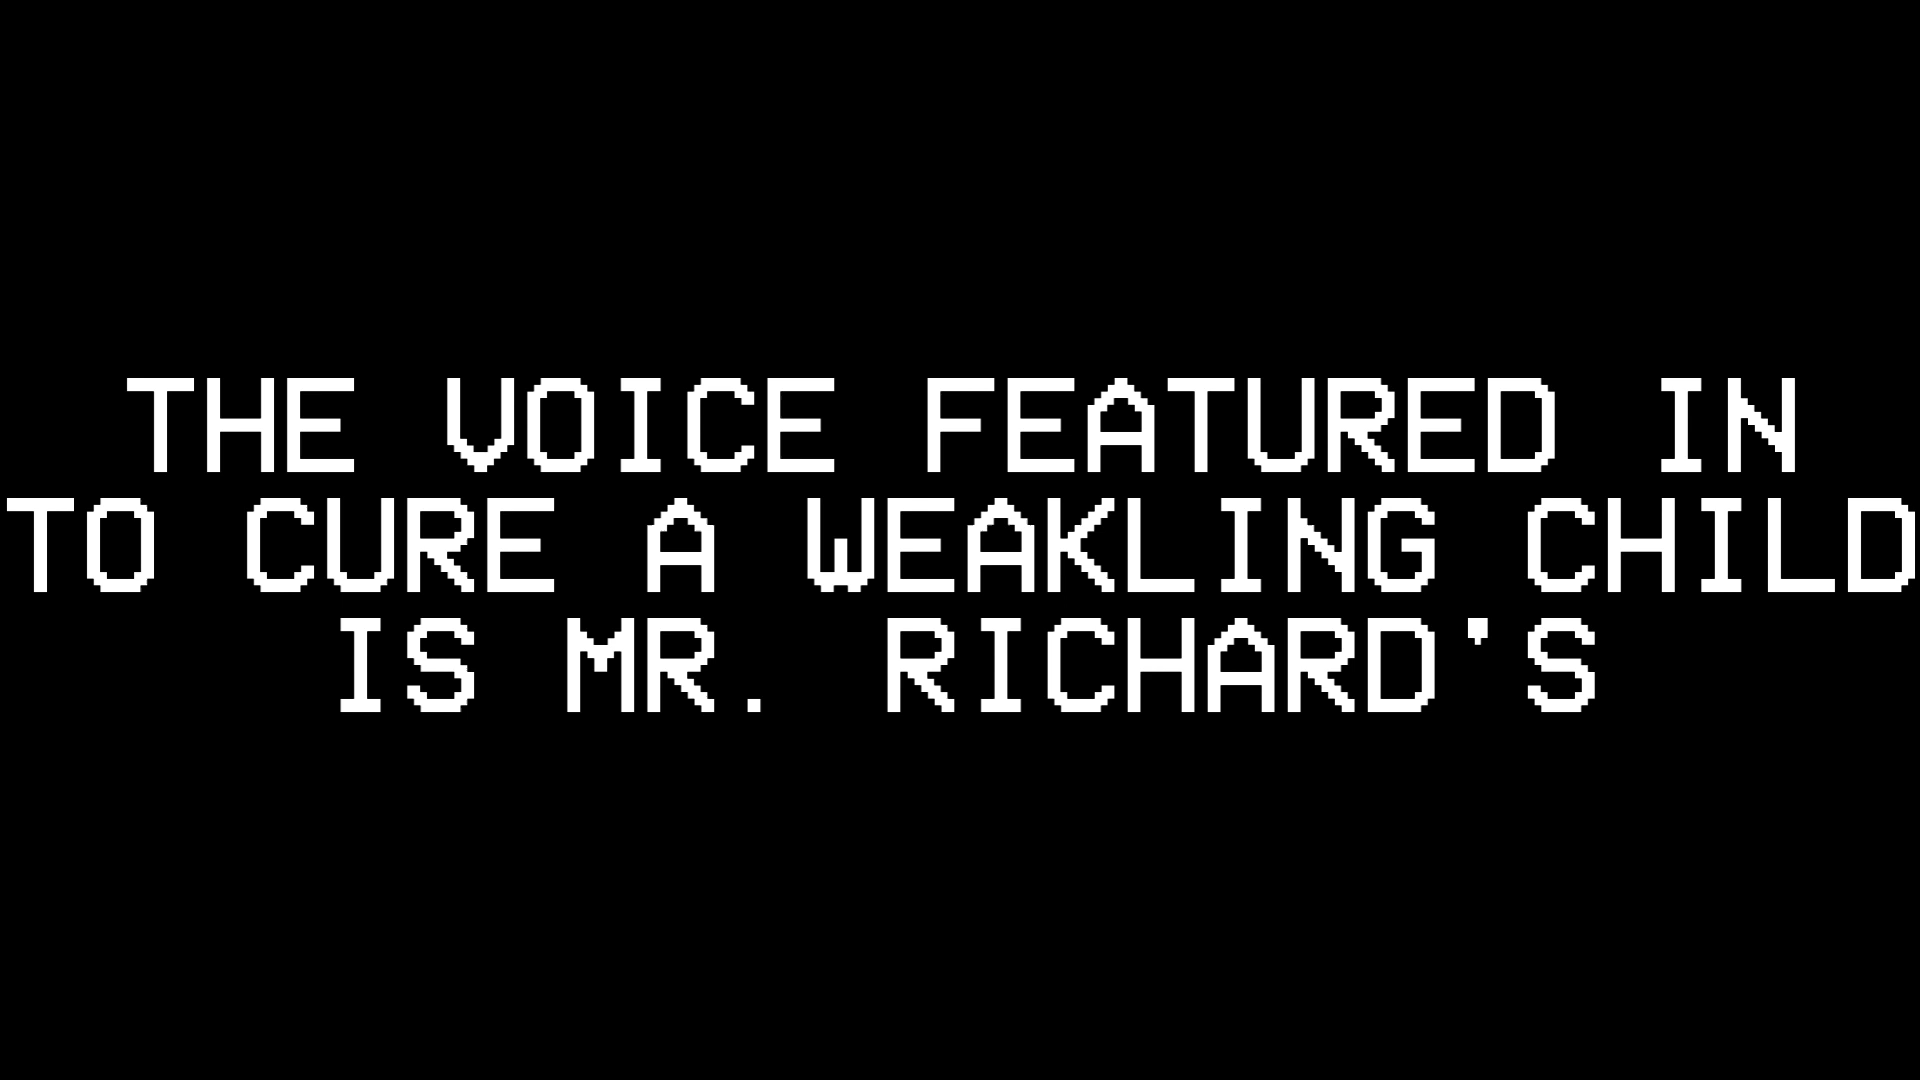 THE VOICE FEATURED IN
TO CURE A WEAKLING CHILD
IS MR. RICHARD'S